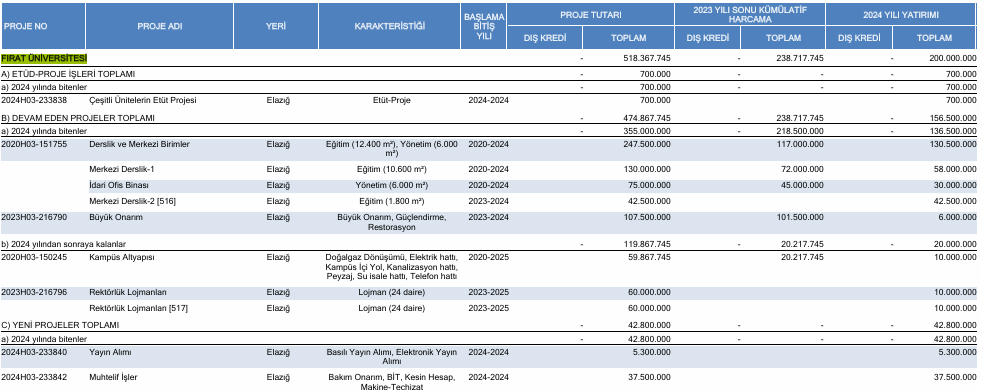 PROJE NO PROJE ADI YERİ KARAKTERİSTİĞİ BAŞLAMA BİTİŞ YILI PROJE TUTARI 2023 YILI SONU KÜMÜLATİF HARCAMA 2024 YILI YATIRIMI
DIŞ KREDİ TOPLAM DIŞ KREDİ TOPLAM DIŞ KREDİ TOPLAM
FIRAT ÜNİVERSİTESİ - 518.367.745 - 238.717.745 - 200.000.000
A) ETÜD-PROJE İŞLERİ TOPLAMI - 700.000 - - - 700.000
a) 2024 yılında bitenler - 700.000 - - - 700.000
2024H03-233838 Çeşitli Ünitelerin Etüt Projesi Elazığ Etüt-Proje 2024-2024 700.000 700.000
B) DEVAM EDEN PROJELER TOPLAMI - 474.867.745 - 238.717.745 - 156.500.000
a) 2024 yılında bitenler - 355.000.000 - 218.500.000 - 136.500.000
2020H03-151755 Derslik ve Merkezi Birimler Elazığ Eğitim (12.400 m²), Yönetim (6.000 2020-2024 247.500.000 117.000.000 130.500.000
m²)
Merkezi Derslik-1 Elazığ Eğitim (10.600 m²) 2020-2024 130.000.000 72.000.000 58.000.000
İdari Ofis Binası Elazığ Yönetim (6.000 m²) 2020-2024 75.000.000 45.000.000 30.000.000
Merkezi Derslik-2 [516] Elazığ Eğitim (1.800 m²) 2023-2024 42.500.000 42.500.000
2023H03-216790 Büyük Onarım Elazığ Büyük Onarım, Güçlendirme, 2023-2024 107.500.000 101.500.000 6.000.000
Restorasyon
b) 2024 yılından sonraya kalanlar - 119.867.745 - 20.217.745 - 20.000.000
2020H03-150245 Kampüs Altyapısı Elazığ Doğalgaz Dönüşümü, Elektrik hattı, 2020-2025 59.867.745 20.217.745 10.000.000
Kampüs İçi Yol, Kanalizasyon hattı,
Peyzaj, Su isale hattı, Telefon hattı
2023H03-216796 Rektörlük Lojmanları Elazığ Lojman (24 daire) 2023-2025 60.000.000 10.000.000
Rektörlük Lojmanları [517] Elazığ Lojman (24 daire) 2023-2025 60.000.000 10.000.000
C) YENİ PROJELER TOPLAMI - 42.800.000 - - - 42.800.000
a) 2024 yılında bitenler - 42.800.000 - - - 42.800.000
2024H03-233840 Yayın Alımı Elazığ Basılı Yayın Alımı, Elektronik Yayın 2024-2024 5.300.000 5.300.000
Alımı
2024H03-233842 Muhtelif İşler Elazığ Bakım Onarım, BİT, Kesin Hesap, 2024-2024 37.500.000 37.500.000
Makine-Teçhizat